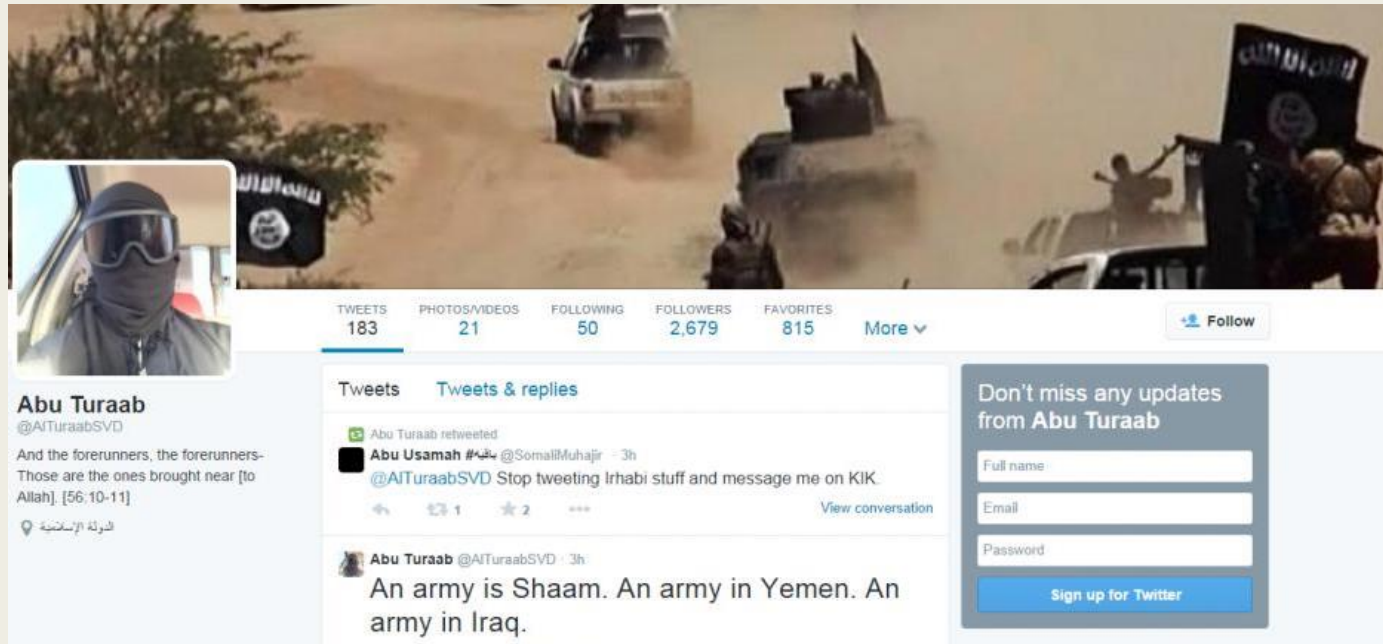 TWEETS PHOTOS/VIDEOS FOLLOWING FOLLOWERS FAVORITES
183 21 50 2,679 815 More
Follow
Abu Turaab
@AlTuraabSVD
And the forerunners, the forerunners-
Those are the ones brought near [to
Allah]. [56:10-11]
الدولة الإسلامية
Tweets Tweets & replies
Abu Turaab retweeted
Abu Usamah #باقية @SomaliMuhajir · 3h
@AlTuraabSVD Stop tweeting Irhabi stuff and message me on KIK.
1 2 View conversation
Abu Turaab @AlTuraabSVD · 3h
An army is Shaam. An army in Yemen. An
army in Iraq.
Don't miss any updates
from Abu Turaab
Full name
Email
Password
Sign up for Twitter